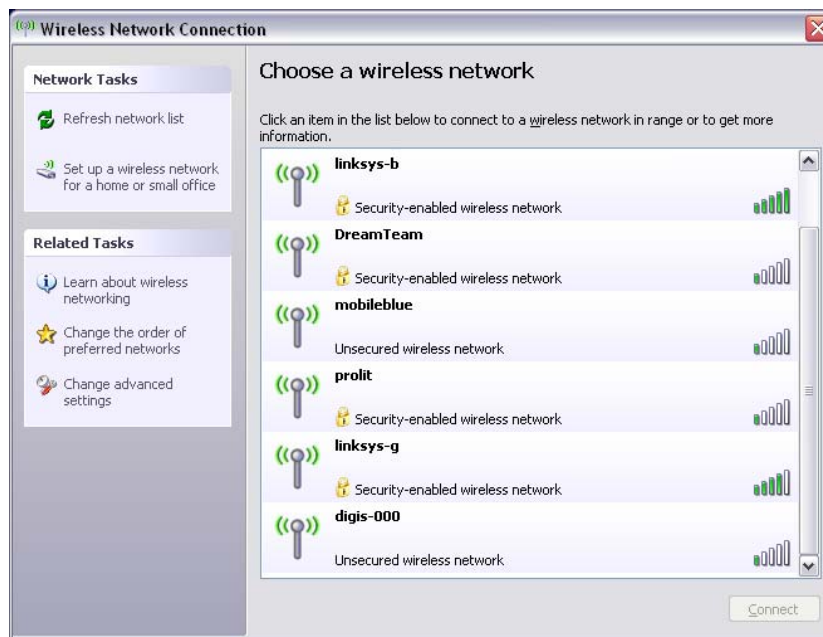 Wireless Network Connection
Network Tasks
Refresh network list
Set up a wireless network
for a home or small office
Related Tasks
Learn about wireless
networking
Change the order of
preferred networks
Change advanced
settings
Choose a wireless network
Click an item in the list below to connect to a wireless network in range or to get more
information.
linksys-b
Security-enabled wireless network
DreamTeam
Security-enabled wireless network
mobileblue
Unsecured wireless network
prolit
Security-enabled wireless network
linksys-g
Security-enabled wireless network
digis-000
Unsecured wireless network
Connect